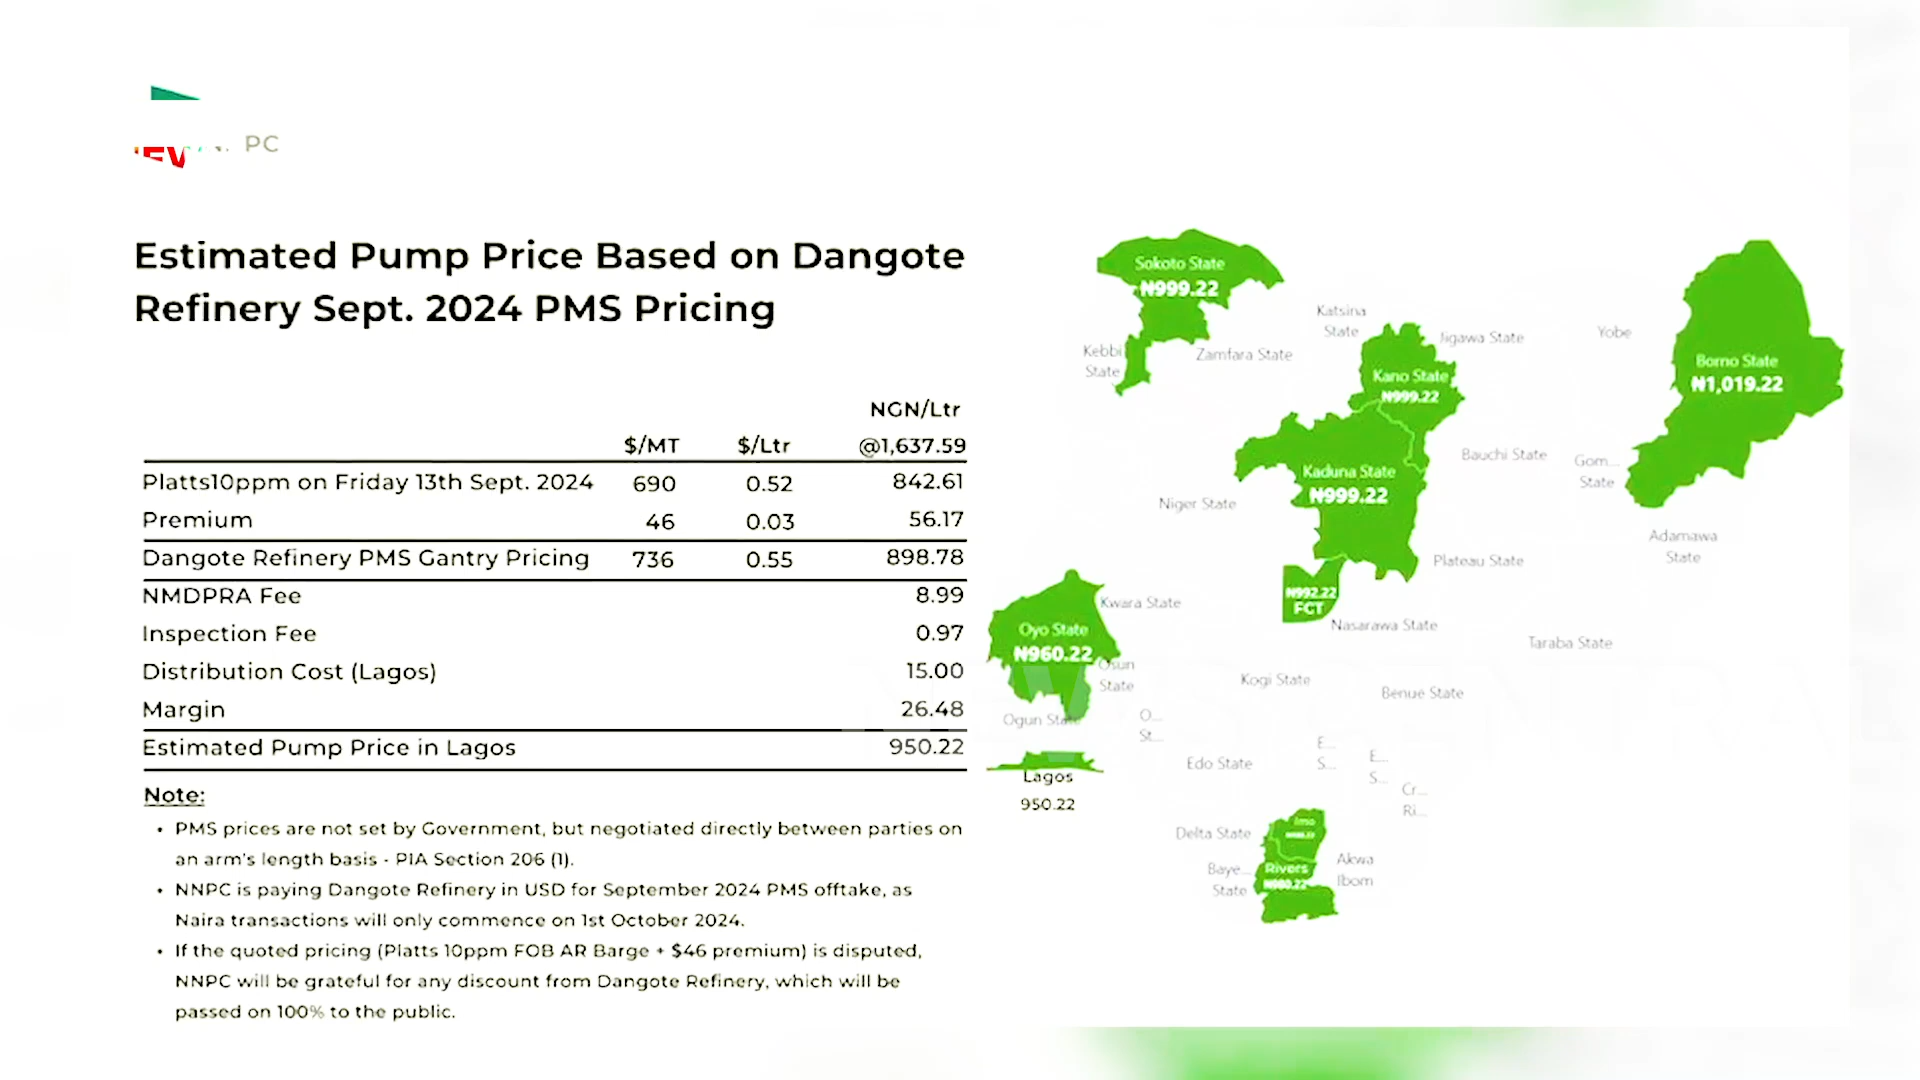 PC
Estimated Pump Price Based on Dangote
Refinery Sept. 2024 PMS Pricing
NGN/Ltr
$/MT $/Ltr @1,637.59
Platts10ppm on Friday 13th Sept. 2024 690 0.52 842.61
Premium 46 0.03 56.17
Dangote Refinery PMS Gantry Pricing 736 0.55 898.78
NMDPRA Fee 8.99
Inspection Fee 0.97
Distribution Cost (Lagos) 15.00
Margin 26.48
Estimated Pump Price in Lagos 950.22
Note:
• PMS prices are not set by Government, but negotiated directly between parties on
an arm's length basis - PIA Section 206 (1).
• NNPC is paying Dangote Refinery in USD for September 2024 PMS offtake, as
Naira transactions will only commence on 1st October 2024.
• If the quoted pricing (Platts 10ppm FOB AR Barge + $46 premium) is disputed,
NNPC will be grateful for any discount from Dangote Refinery, which will be
passed on 100% to the public.
Sokoto State
₦999.22
Katsina
State
Jigawa State
Yobe
Kebbi
State
Zamfara State
Kano State
₦999.22
Borno State
₦1,019.22
Bauchi State
Gom...
State
Kaduna State
₦999.22
Niger State
Adamawa
State
Plateau State
₦992.22
FCT
Kwara State
Nasarawa State
Oyo State
₦960.22
Taraba State
Osun
State
Kogi State
Benue State
Ogun State
O...
St...
E...
S...
E...
S...
Edo State
Lagos
950.22
Cr...
Ri...
Imo
Delta State
Rivers
₦980.22
Baye...
State
Akwa
Ibom